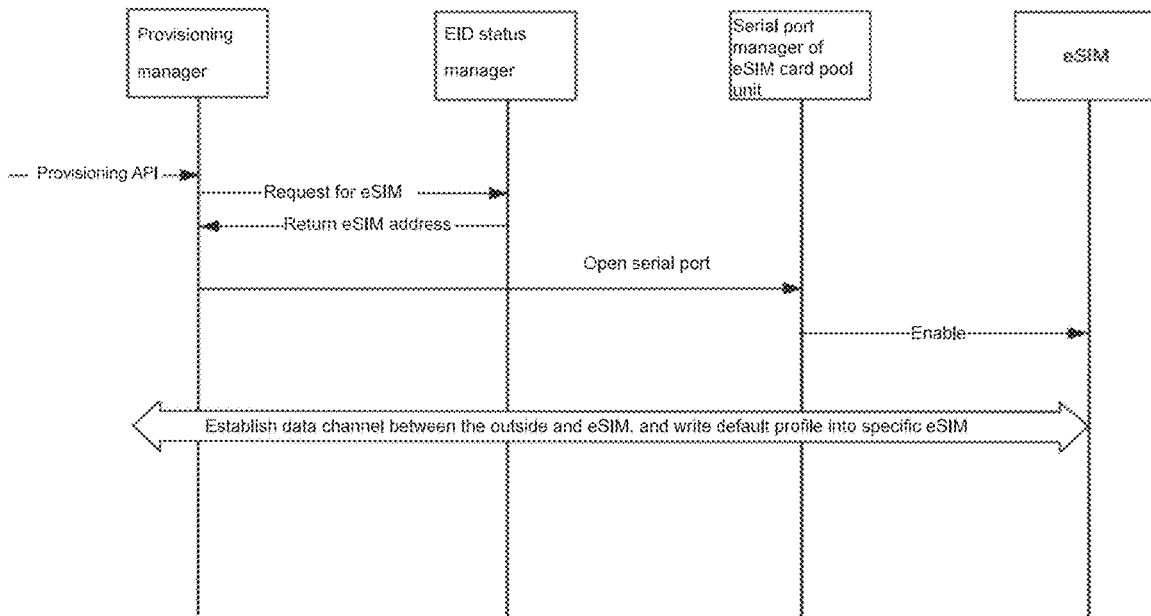 Provisioning
manager
EID status
manager
Serial port
manager of
eSIM card pool
unit
eSIM
Provisioning API
Request for eSIM
Return eSIM address
Open serial port
Enable
Establish data channel between the outside and eSIM, and write default profile into specific eSIM